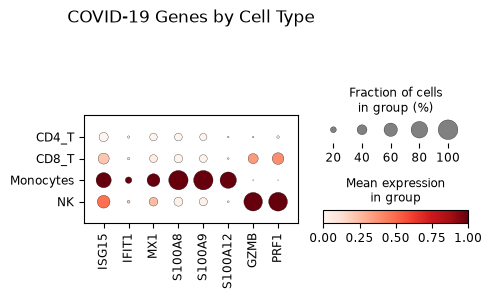 COVID-19 Genes by Cell Type
CD4_T
CD8_T
Monocytes
NK
ISG15
IFIT1
MX1
S100A8
S100A9
S100A12
GZMB
PRF1
Fraction of cells
in group (%)
20 40 60 80 100
Mean expression
in group
0.00 0.25 0.50 0.75 1.00